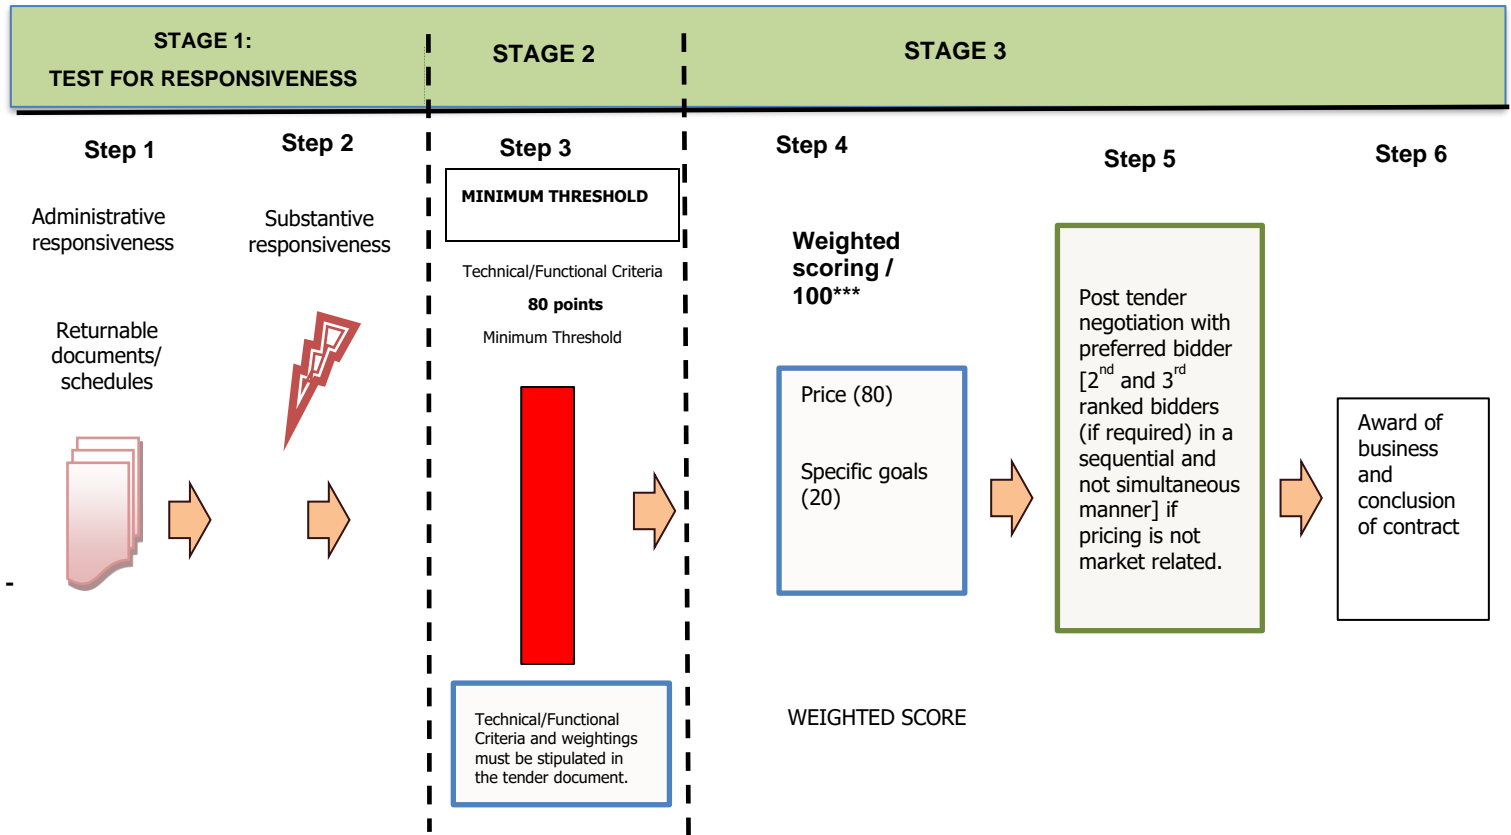 STAGE 1:
TEST FOR RESPONSIVENESS
STAGE 2
STAGE 3
Step 1
Step 2
Step 3
Step 4
Step 5
Step 6
Administrative
responsiveness
Returnable
documents/
schedules
-
Substantive
responsiveness
MINIMUM THRESHOLD
Technical/Functional Criteria
80 points
Minimum Threshold
Technical/Functional
Criteria and weightings
must be stipulated in
the tender document.
Weighted
scoring /
100***
Price (80)
Specific goals
(20)
WEIGHTED SCORE
Post tender
negotiation with
preferred bidder
[2nd and 3rd
ranked bidders
(if required) in a
sequential and
not simultaneous
manner] if
pricing is not
market related.
Award of
business
and
conclusion
of contract